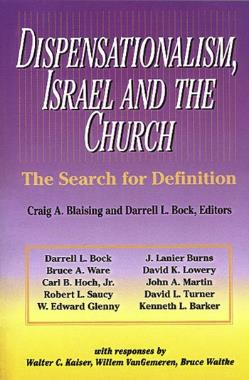 DISPENSATIONALISM,
ISRAEL AND THE
CHURCH
The Search for Definition
Craig A. Blaising and Darrell L. Bock, Editors
Darrell L. Bock
Bruce A. Ware
Carl B. Hoch, Jr.
Robert L. Saucy
W. Edward Glenny
J. Lanier Burns
David K. Lowery
John A. Martin
David L. Turner
Kenneth L. Barker
with responses by
Walter C. Kaiser, Willem VanGemeren, Bruce Waltke